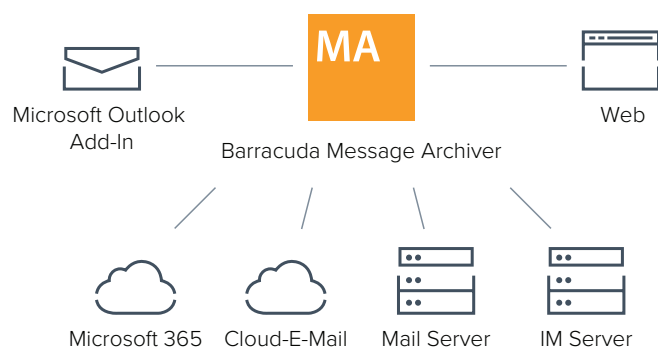 MA
Microsoft Outlook
Add-In
Web
Barracuda Message Archiver
Microsoft 365
Cloud-E-Mail
Mail Server
IM Server